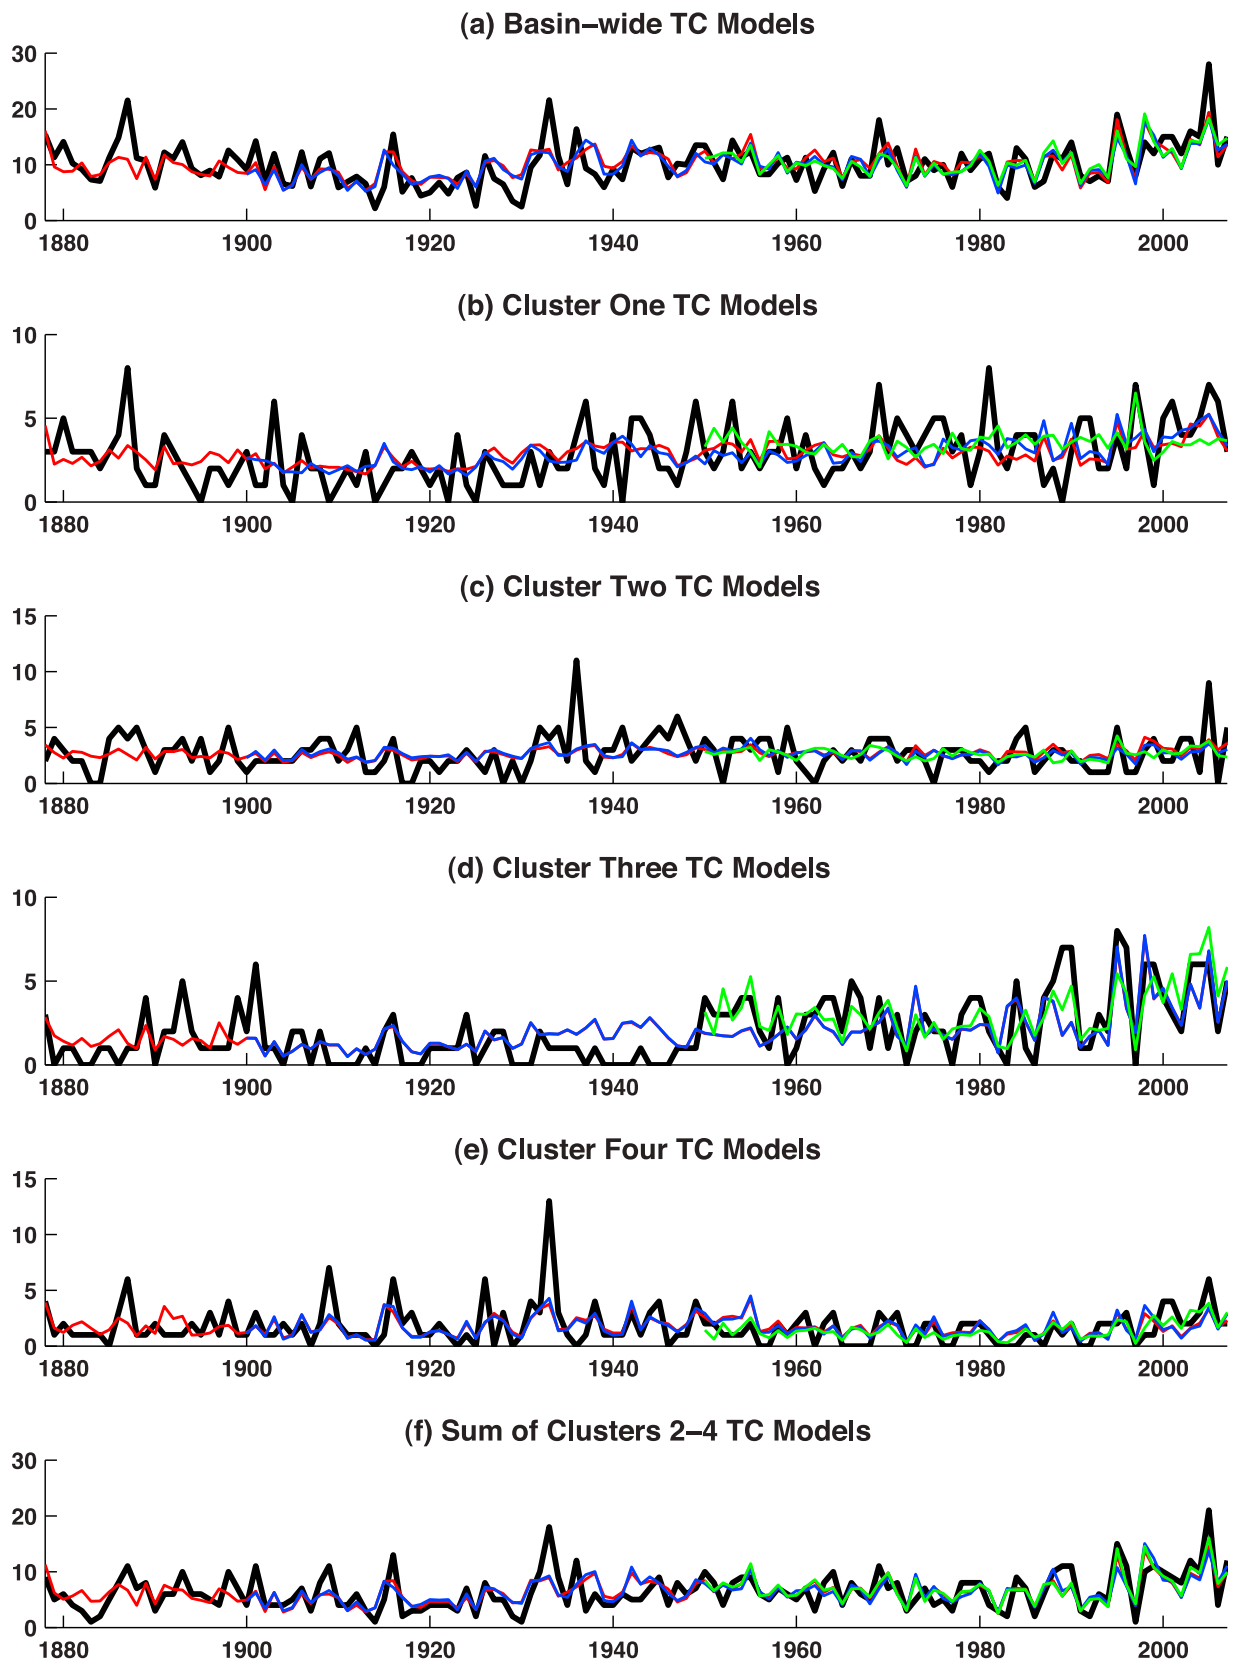 (a) Basin–wide TC Models
30
20
10
0
1880 1900 1920 1940 1960 1980 2000
(b) Cluster One TC Models
10
5
0
1880 1900 1920 1940 1960 1980 2000
(c) Cluster Two TC Models
15
10
5
0
1880 1900 1920 1940 1960 1980 2000
(d) Cluster Three TC Models
10
5
0
1880 1900 1920 1940 1960 1980 2000
(e) Cluster Four TC Models
15
10
5
0
1880 1900 1920 1940 1960 1980 2000
(f) Sum of Clusters 2–4 TC Models
30
20
10
0
1880 1900 1920 1940 1960 1980 2000